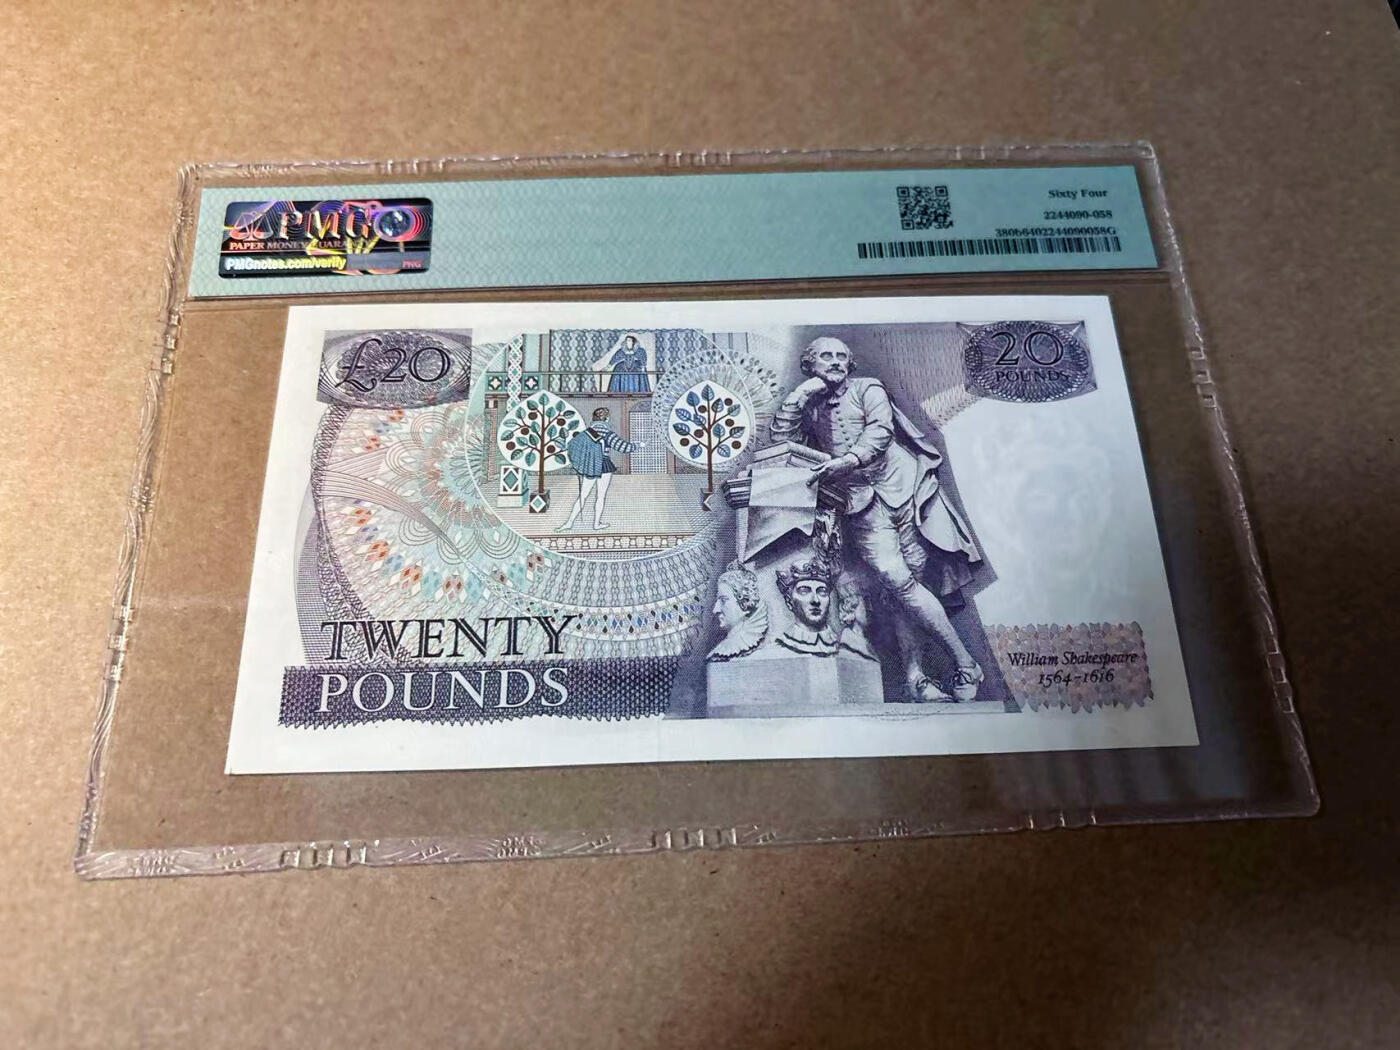 PMG
PAPER MONEY GUARANTY
PMGnotes.com/verify
PNG
Sixty Four
2244090-058
380b6402244090058G
£20
20
POUNDS
TWENTY
POUNDS
William Shakespeare
1564-1616